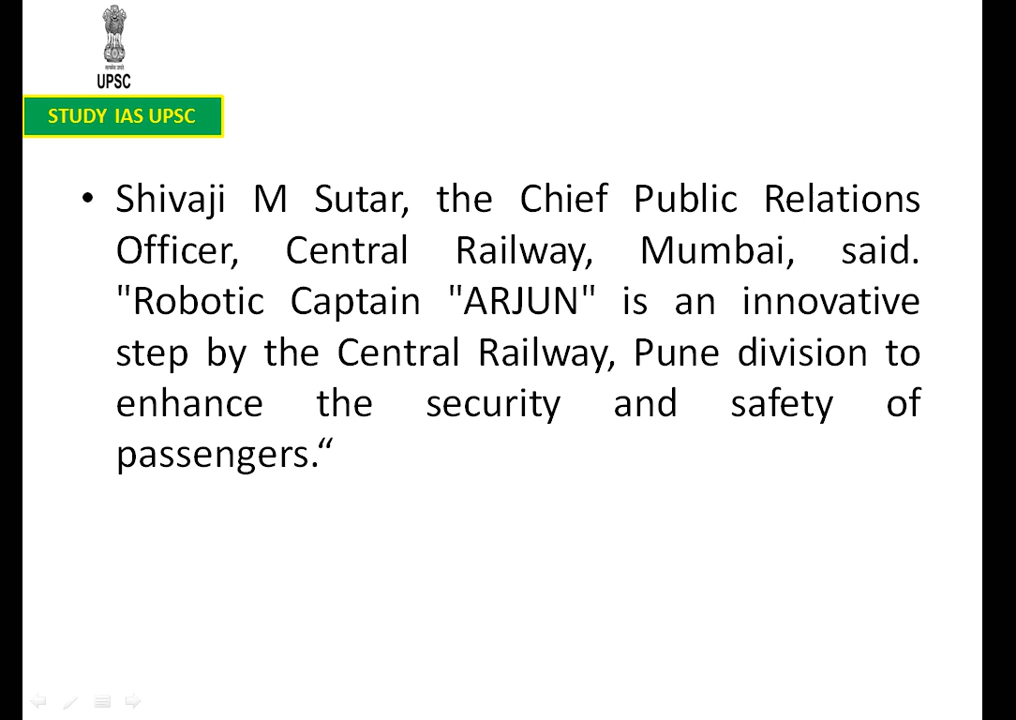 UPSC
STUDY IAS UPSC
• Shivaji M Sutar, the Chief Public Relations
Officer, Central Railway, Mumbai, said.
"Robotic Captain "ARJUN" is an innovative
step by the Central Railway, Pune division to
enhance the security and safety of
passengers.“